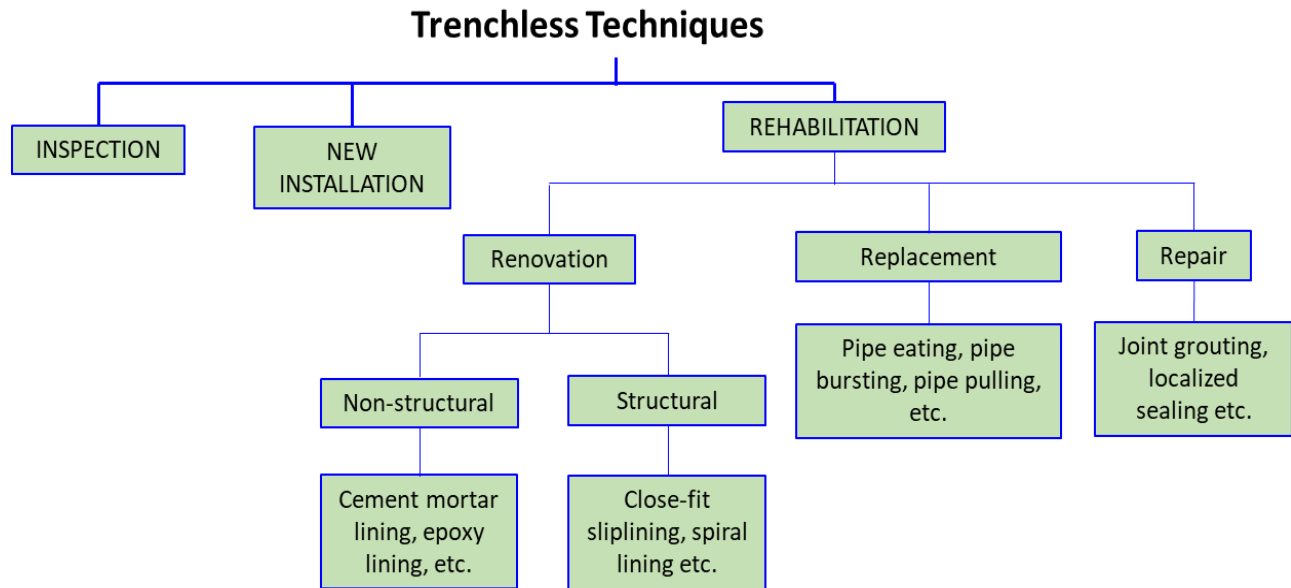 Trenchless Techniques
INSPECTION
NEW
INSTALLATION
REHABILITATION
Renovation
Replacement
Repair
Non-structural
Structural
Pipe eating, pipe
bursting, pipe pulling,
etc.
Joint grouting,
localized
sealing etc.
Cement mortar
lining, epoxy
lining, etc.
Close-fit
sliplining, spiral
lining etc.